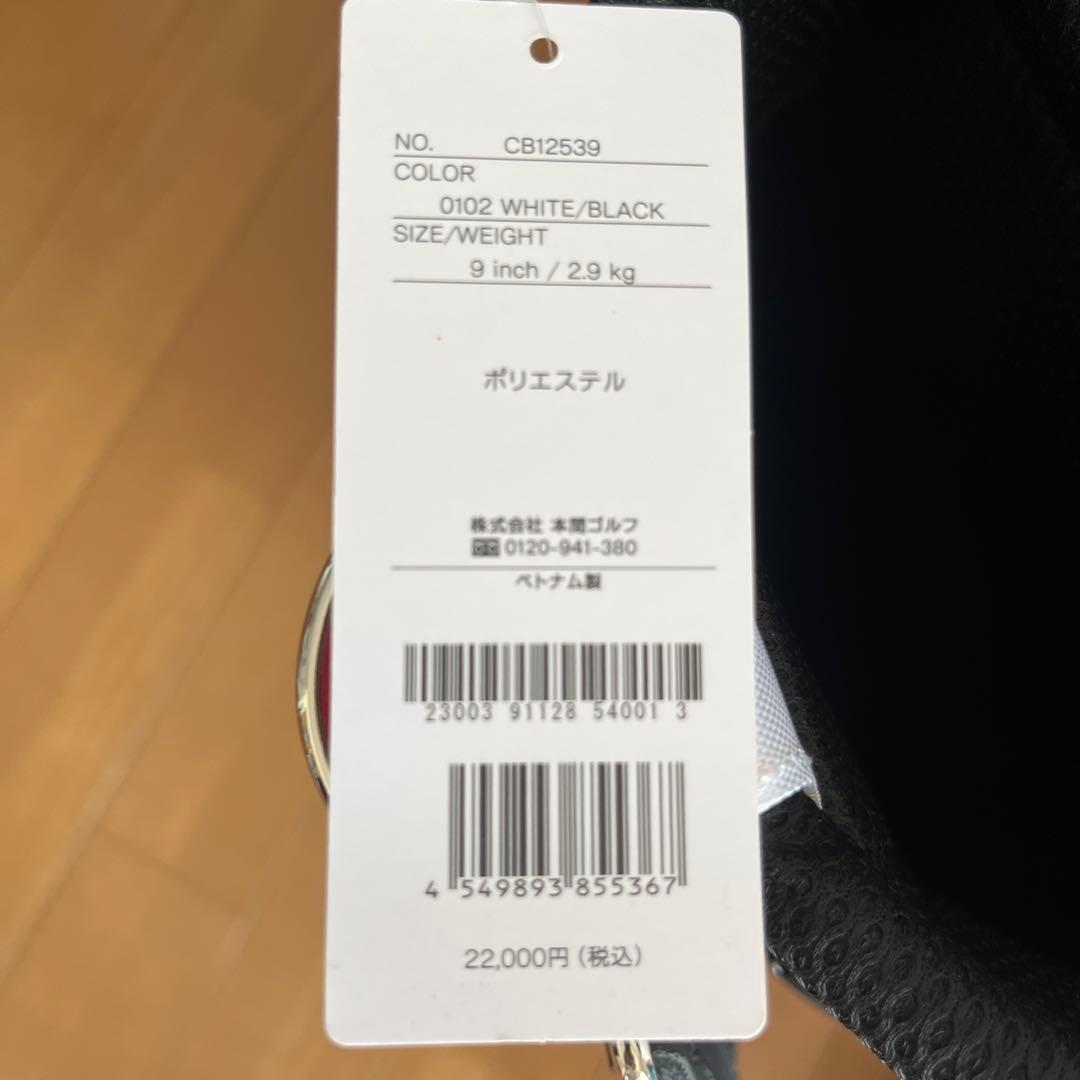 NO. CB12539
COLOR
0102 WHITE/BLACK
SIZE/WEIGHT
9 inch / 2.9 kg
ポリエステル
株式会社 本間ゴルフ
0120-941-380
ベトナム製
23003 91128 54001 3
4 549893 855367
22,000円(税込)